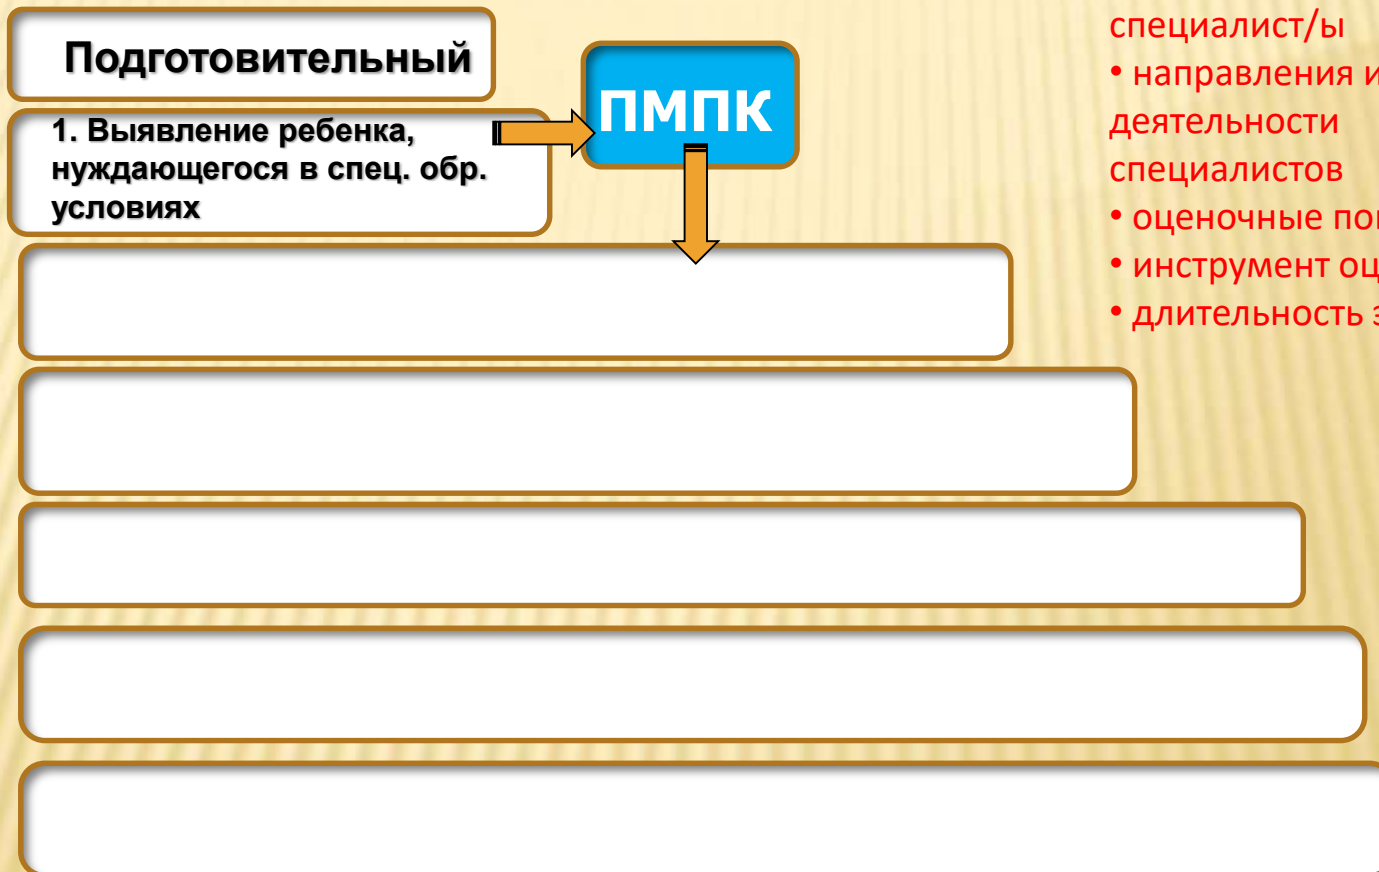 Подготовительный
1. Выявление ребенка,
нуждающегося в спец. обр.
условиях
ПМПК
специалист/ы
• направления и
деятельности
специалистов
• оценочные
• инструмент
• длительность